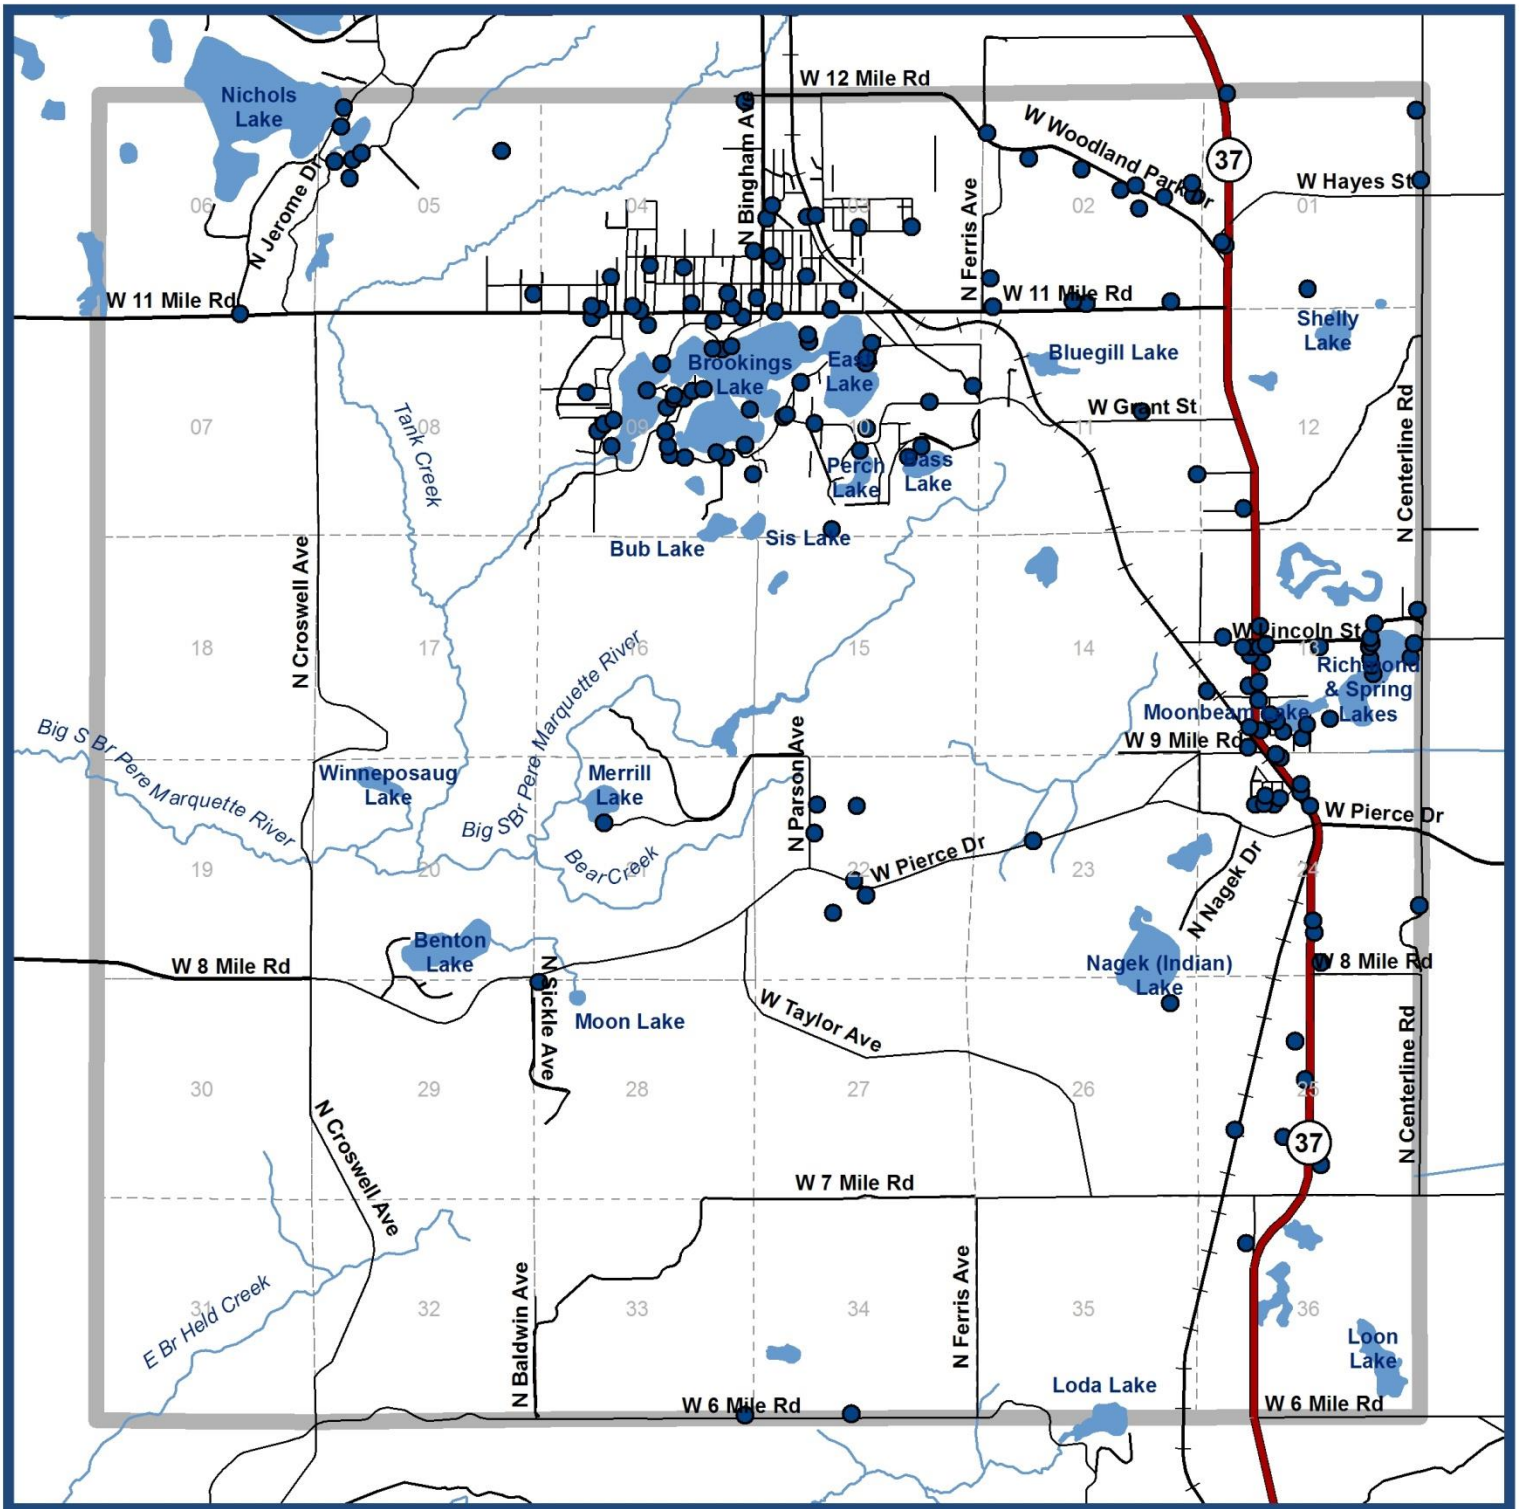 W 12 Mile Rd
Nichols
Lake
N Bingham Ave
W Woodland Park Dr
37
W Hayes St
N Jerome Dr
06
05
04
03
02
01
N Ferris Ave
W 11 Mile Rd
W 11 Mile Rd
Shelly
Lake
Bluegill Lake
Brookings
Lake
East
Lake
W Grant St
N Centerline Rd
Tank Creek
07
08
09
10
11
12
Perch
Lake
Bass
Lake
Bub Lake
Sis Lake
N Croswell Ave
W Lincoln St
18
17
16
15
14
13
Richmond
& Spring
Lakes
Big S Br Pere Marquette River
Big S Br Pere Marquette River
Moonbeam Lake
W 9 Mile Rd
Winneposaug
Lake
Merrill
Lake
N Parson Ave
W Pierce Dr
W Pierce Dr
Bear Creek
19
20
21
22
23
24
N Nagek Dr
Benton
Lake
W 8 Mile Rd
W 8 Mile Rd
Nagek (Indian)
Lake
N Sickle Ave
Moon Lake
W Taylor Ave
N Centerline Rd
30
29
28
27
26
25
N Croswell Ave
37
W 7 Mile Rd
E Br Held Creek
N Baldwin Ave
N Ferris Ave
31
32
33
34
35
36
Loon
Lake
Loda Lake
W 6 Mile Rd
W 6 Mile Rd